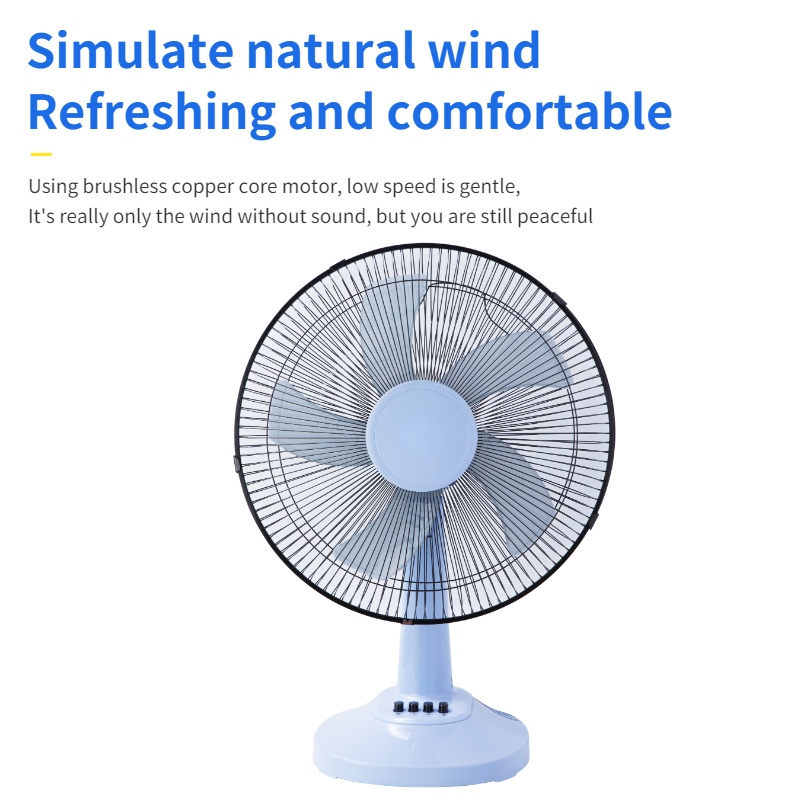 Simulate natural wind
Refreshing and comfortable
Using brushless copper core motor, low speed is gentle,
It's really only the wind without sound, but you are still peaceful